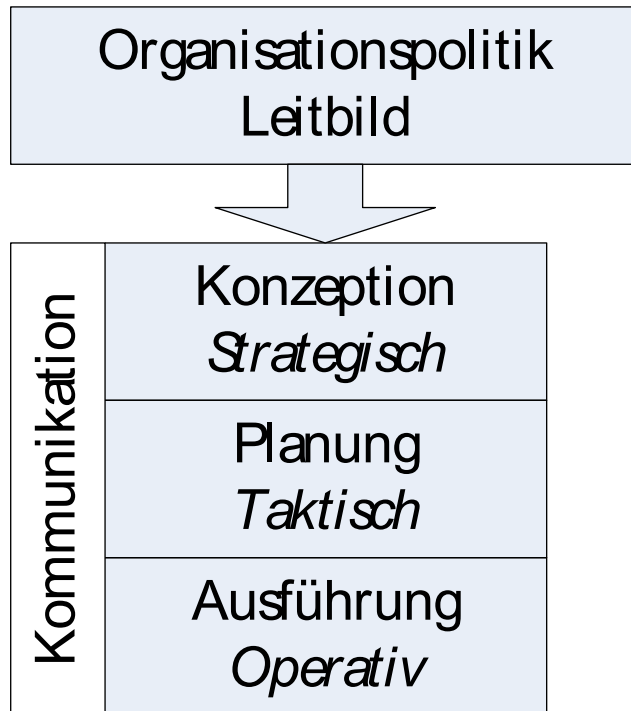 Organisationspolitik
Leitbild
Kommunikation
Konzeption
Strategisch
Planung
Taktisch
Ausführung
Operativ